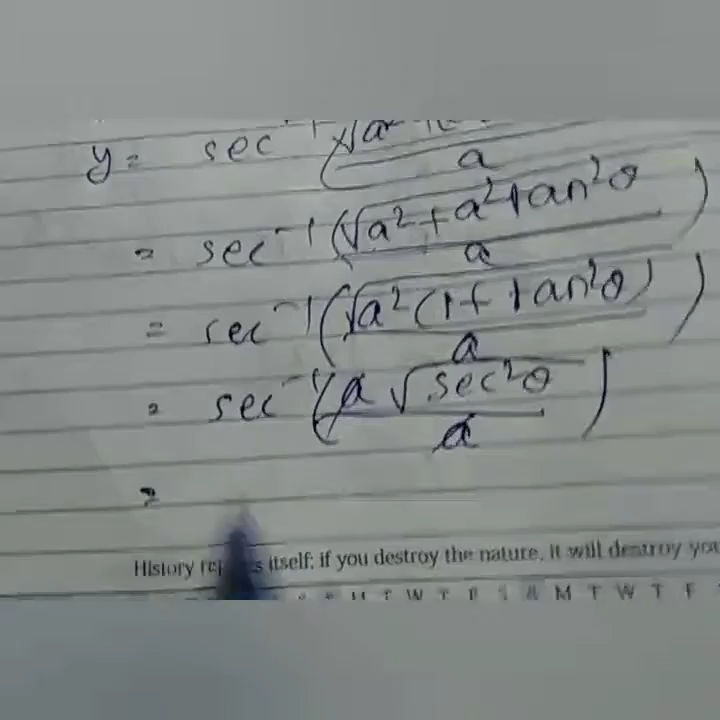 y = sec⁻¹(√a² a
= sec⁻¹(√a²+a²tan²θ / a)
= sec⁻¹(√a²(1+tan²θ) / a)
= sec⁻¹(a√sec²θ / a)
=
History itself; if you destroy the nature, it will destroy you
M T W T F S S M T W T F